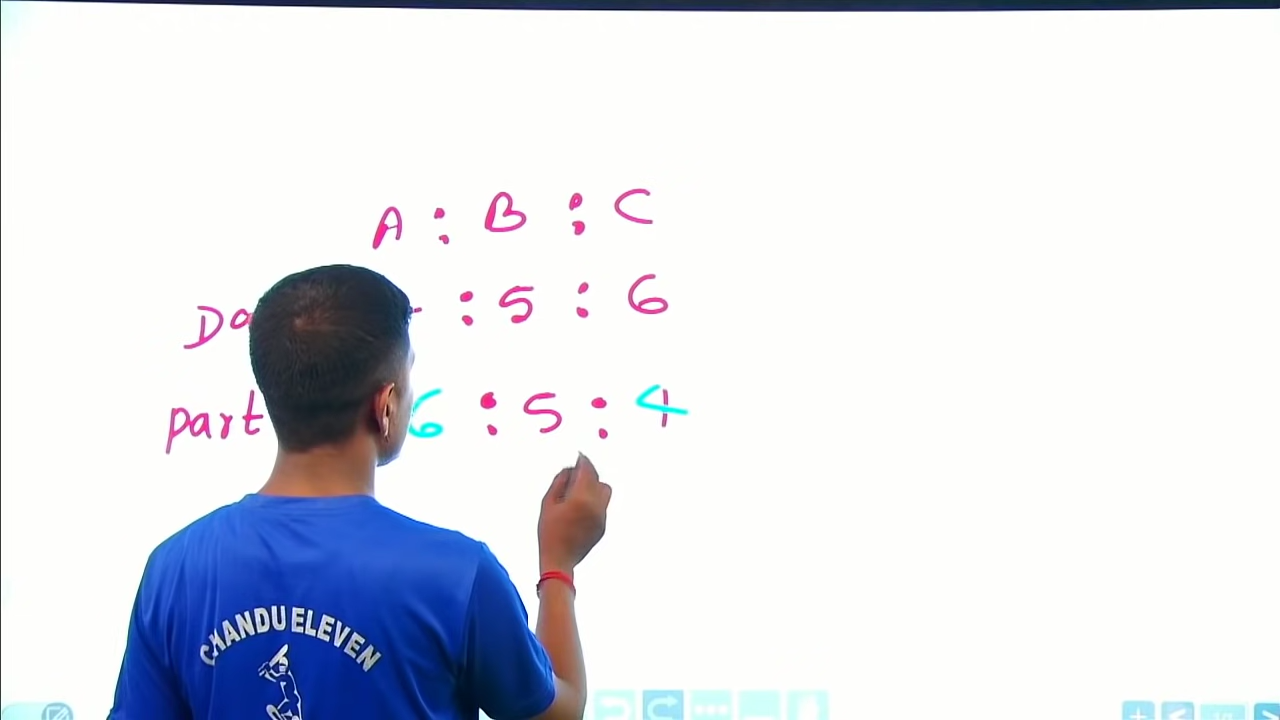 A : B : C
: 5 : 6
part 6 : 5 : 4
CHANDU ELEVEN